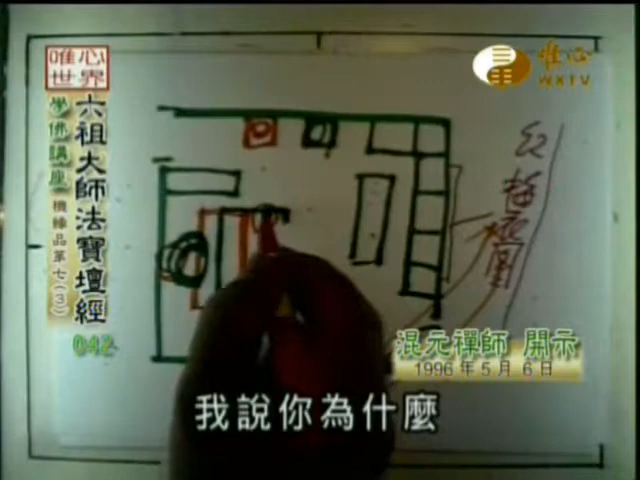 唯心
世界
唯心
WXTV
六祖大師法寶壇經
學佛講座
機緣品第七(3)
042
混元禪師 開示
1996年5月6日
我說你為什麼